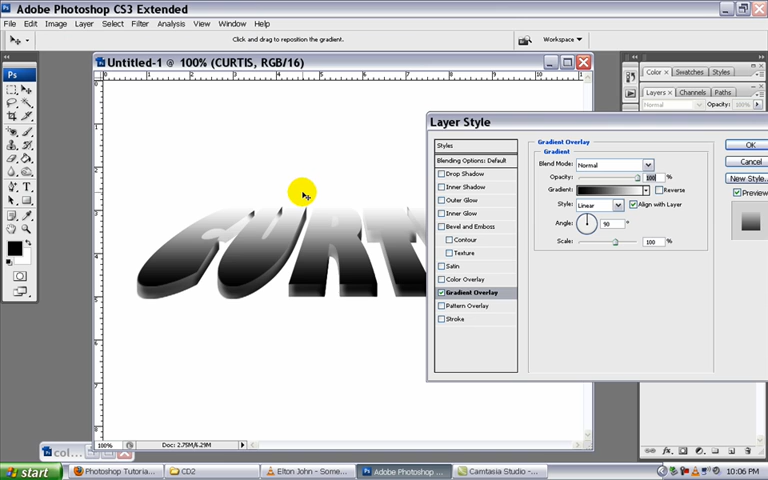 Adobe Photoshop CS3 Extended
File Edit Image Layer Select Filter Analysis View Window Help
Click and drag to reposition the gradient.
Workspace
Untitled-1 @ 100% (CURTIS, RGB/16)
Color Swatches Styles
Layers Channels Paths
Normal Opacity: 100%
Ps
Layer Style
Styles
Blending Options: Default
Drop Shadow
Inner Shadow
Outer Glow
Inner Glow
Bevel and Emboss
Contour
Texture
Satin
Color Overlay
Gradient Overlay
Pattern Overlay
Stroke
Gradient Overlay
Gradient
Blend Mode: Normal
Opacity: 100 %
Gradient: Reverse
Style: Linear Align with Layer
Angle: 90 °
Scale: 100 %
OK
Cancel
New Style...
Preview
CURT
100% Doc: 2.75M/6.29M
col...
start Photoshop Tutoria... CD2 Elton John - Some... Adobe Photoshop ... Camtasia Studio - ... 10:06 PM